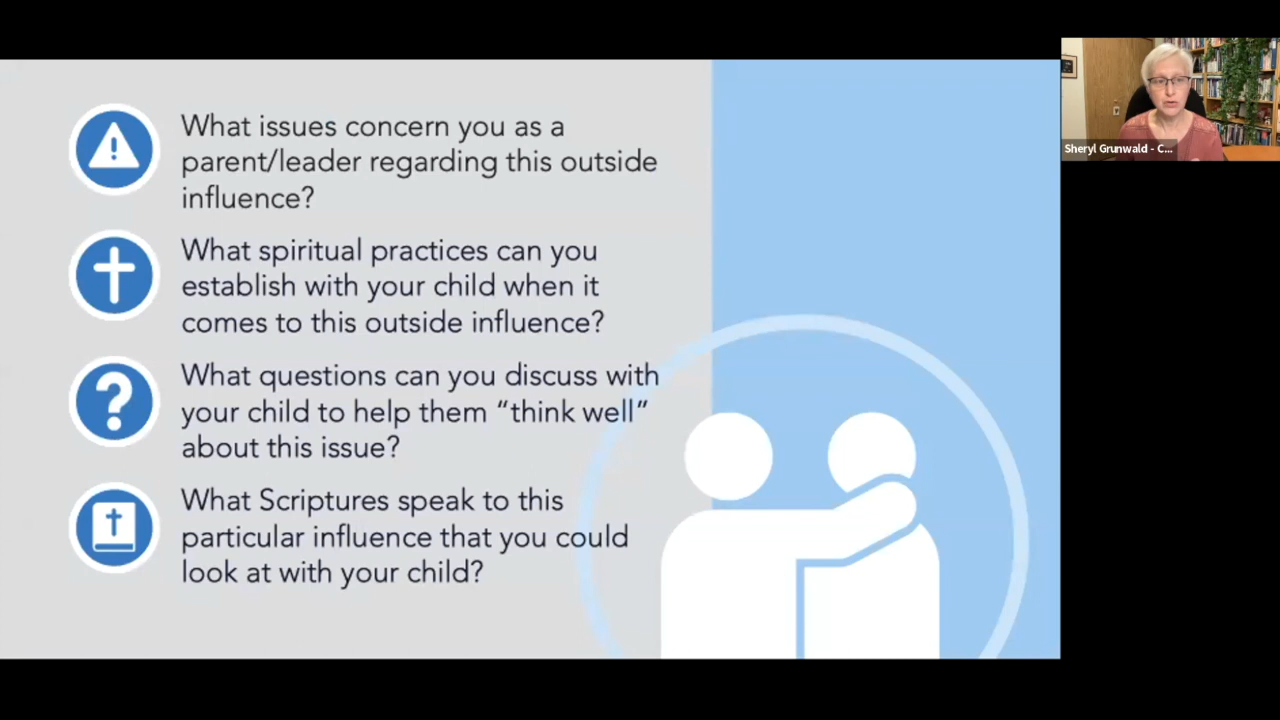 What issues concern you as a
parent/leader regarding this outside
influence?
What spiritual practices can you
establish with your child when it
comes to this outside influence?
What questions can you discuss with
your child to help them “think well”
about this issue?
What Scriptures speak to this
particular influence that you could
look at with your child?
Sheryl Grunwald - C...